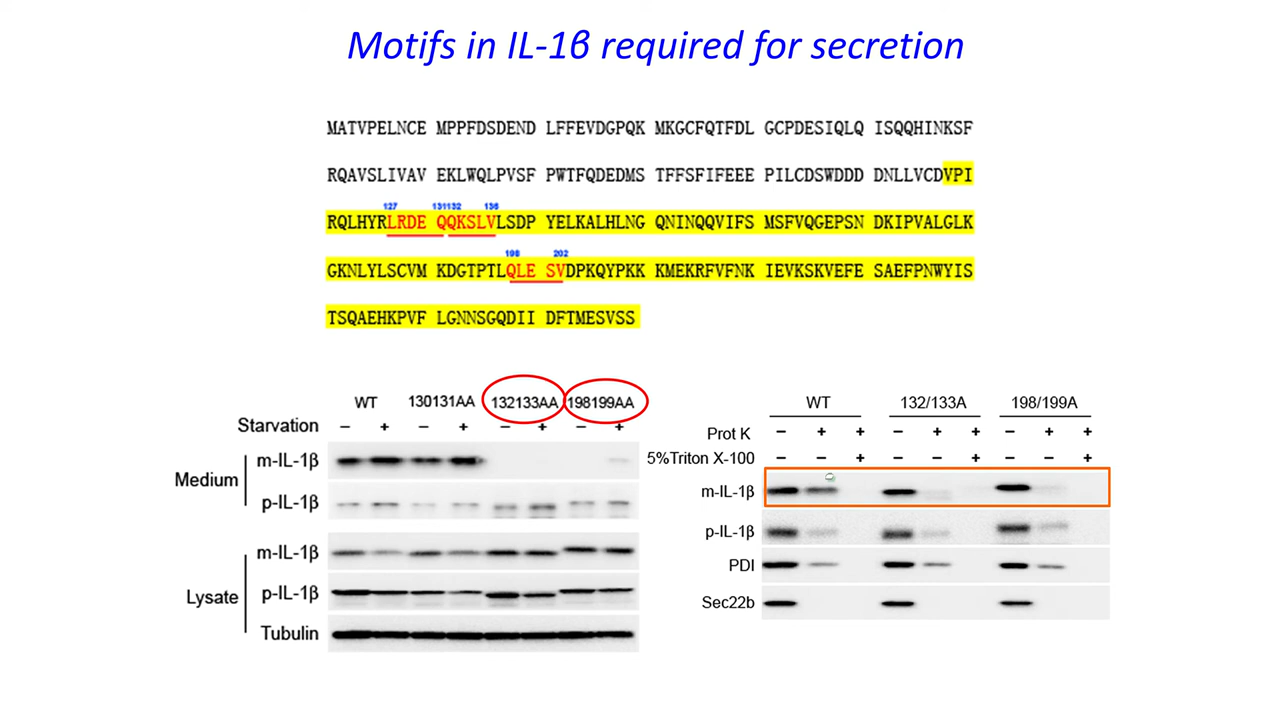 Motifs in IL-1β required for secretion
MATVPELNCE MPPFDSDEND LFFEVDGPQK MKGCFQTFDL GCPDESIQLQ ISQQHINKSF
RQAVSLIVAV EKLWQLPVSF PWTFQDEDMS TFFSFIFEEE PILCDSWDDD DNLLVCDVPI
127 131132 136
RQLHYRLRDE QQKSLVLSDP YELKALHLNG QNINQQVIFS MSFVQGEPSN DKIPVALGLK
198 202
GKNLYLSCVM KDGTPTLQLE SVDPKQYPKK KMEKRFVFNK IEVKSKVEFE SAEFPNWYIS
TSQAEHKPVF LGNNSGQDII DFTMESVSS
WT 130131AA 132133AA 198199AA
Starvation – + – + – + – +
Medium
m-IL-1β
p-IL-1β
Lysate
m-IL-1β
p-IL-1β
Tubulin
WT 132/133A 198/199A
Prot K – + + – + + – + +
5%Triton X-100 – – + – – + – – +
m-IL-1β
p-IL-1β
PDI
Sec22b